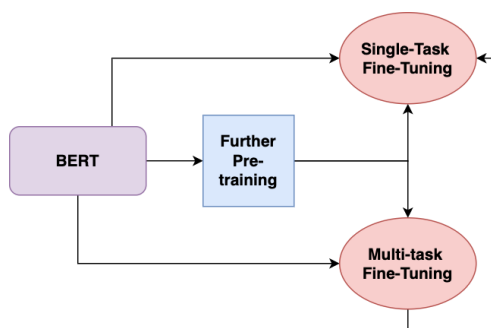 Single-Task
Fine-Tuning
BERT
Further
Pre-
training
Multi-task
Fine-Tuning